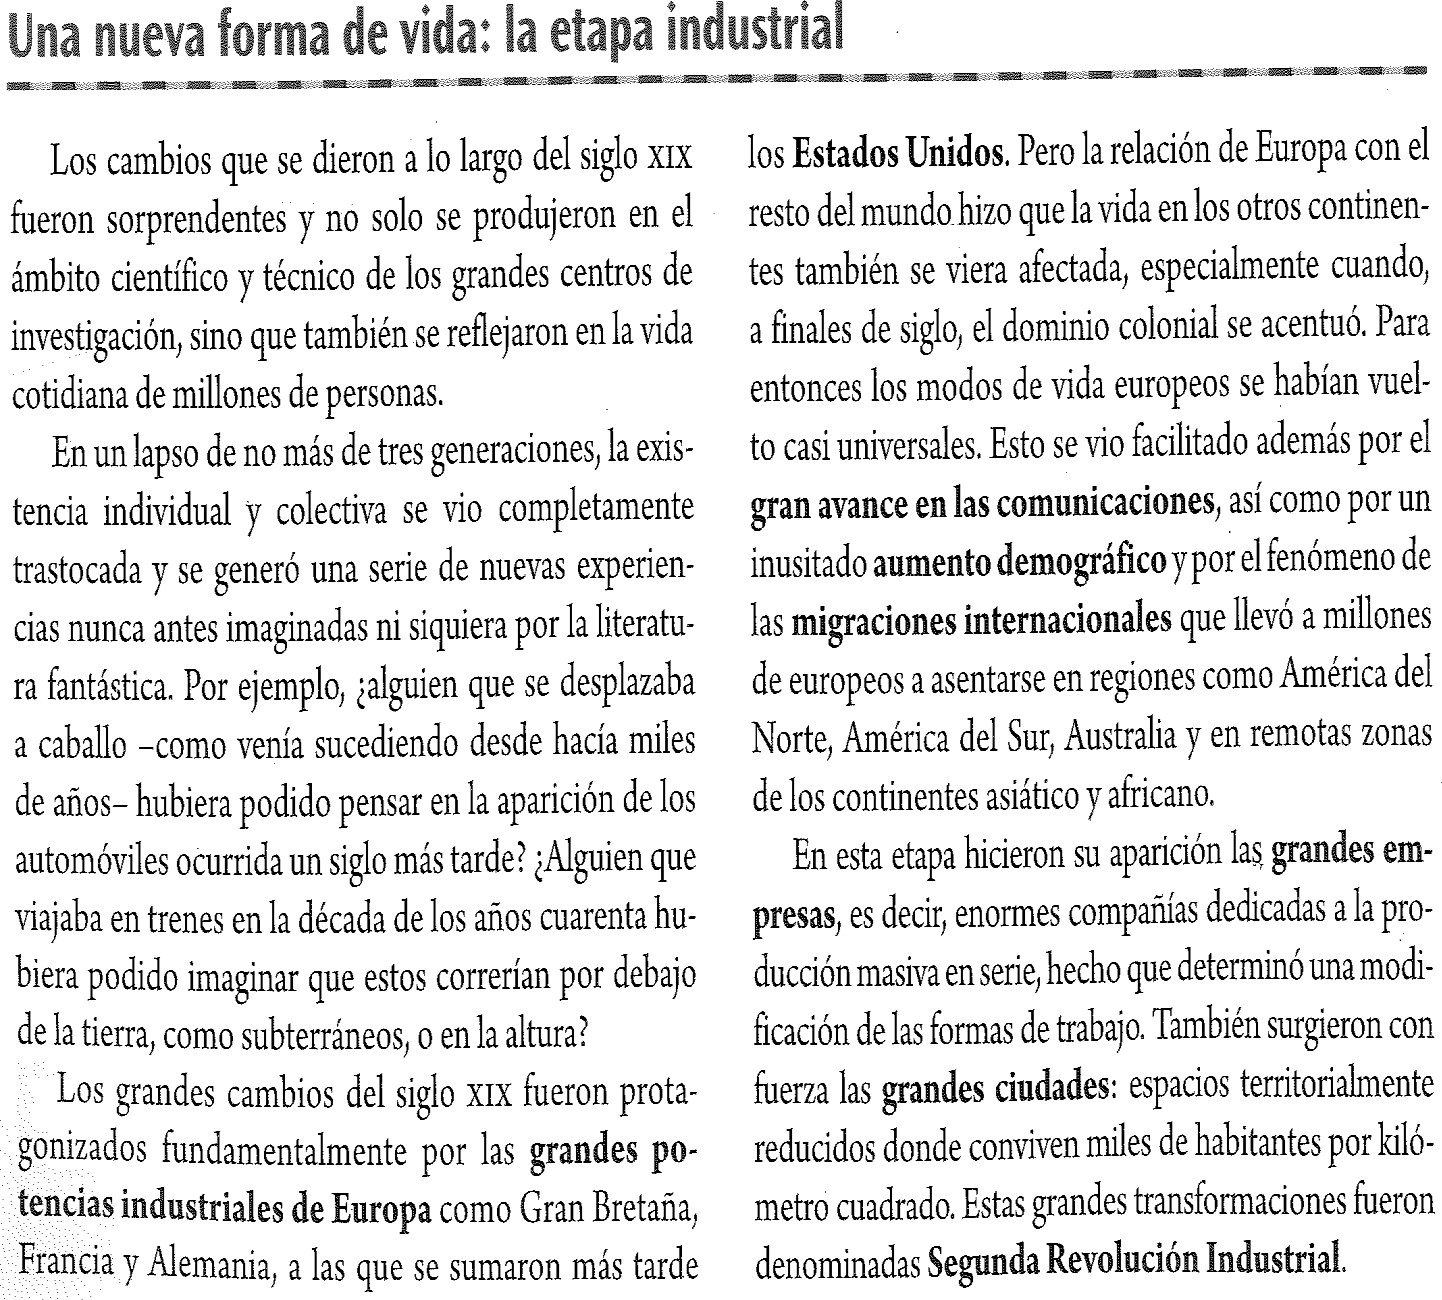 Una nueva forma de vida: la etapa industrial
Los cambios que se dieron a lo largo del siglo XIX
fueron sorprendentes y no solo se produjeron en el
ámbito científico y técnico de los grandes centros de
investigación, sino que también se reflejaron en la vida
cotidiana de millones de personas.
En un lapso de no más de tres generaciones, la exis-
tencia individual y colectiva se vio completamente
trastocada y se generó una serie de nuevas experien-
cias nunca antes imaginadas ni siquiera por la literatu-
ra fantástica. Por ejemplo, ¿alguien que se desplazaba
a caballo –como venía sucediendo desde hacía miles
de años– hubiera podido pensar en la aparición de los
automóviles ocurrida un siglo más tarde? ¿Alguien que
viajaba en trenes en la década de los años cuarenta hu-
biera podido imaginar que estos correrían por debajo
de la tierra, como subterráneos, o en la altura?
Los grandes cambios del siglo XIX fueron prota-
gonizados fundamentalmente por las grandes po-
tencias industriales de Europa como Gran Bretaña,
Francia y Alemania, a las que se sumaron más tarde
los Estados Unidos. Pero la relación de Europa con el
resto del mundo hizo que la vida en los otros continen-
tes también se viera afectada, especialmente cuando,
a finales de siglo, el dominio colonial se acentuó. Para
entonces los modos de vida europeos se habían vuel-
to casi universales. Esto se vio facilitado además por el
gran avance en las comunicaciones, así como por un
inusitado aumento demográfico y por el fenómeno de
las migraciones internacionales que llevó a millones
de europeos a asentarse en regiones como América del
Norte, América del Sur, Australia y en remotas zonas
de los continentes asiático y africano.
En esta etapa hicieron su aparición las grandes em-
presas, es decir, enormes compañías dedicadas a la pro-
ducción masiva en serie, hecho que determinó una modi-
ficación de las formas de trabajo. También surgieron con
fuerza las grandes ciudades: espacios territorialmente
reducidos donde conviven miles de habitantes por kiló-
metro cuadrado. Estas grandes transformaciones fueron
denominadas Segunda Revolución Industrial.